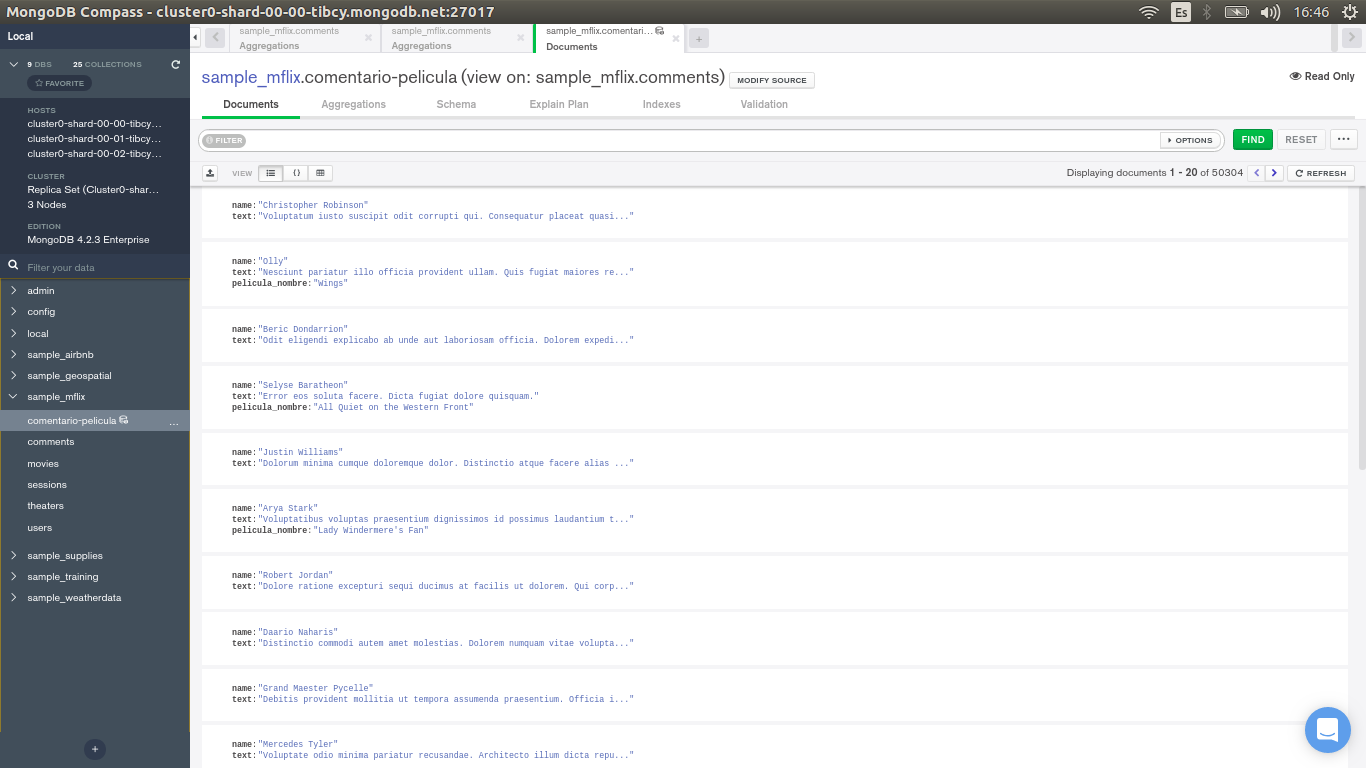 MongoDB Compass - cluster0-shard-00-00-tibcy.mongodb.net:27017
Es
16:46
Local
9 DBS 25 COLLECTIONS
FAVORITE
HOSTS
cluster0-shard-00-00-tibcy...
cluster0-shard-00-01-tibcy...
cluster0-shard-00-02-tibcy...
CLUSTER
Replica Set (Cluster0-shar...
3 Nodes
EDITION
MongoDB 4.2.3 Enterprise
Filter your data
admin
config
local
sample_airbnb
sample_geospatial
sample_mflix
comentario-pelicula ...
comments
movies
sessions
theaters
users
sample_supplies
sample_training
sample_weatherdata
sample_mflix.comments
Aggregations
sample_mflix.comments
Aggregations
sample_mflix.comentari...
Documents
sample_mflix.comentario-pelicula (view on: sample_mflix.comments) MODIFY SOURCE
Read Only
Documents Aggregations Schema Explain Plan Indexes Validation
FILTER OPTIONS FIND RESET ...
VIEW {} Displaying documents 1 - 20 of 50304 < > REFRESH
name:"Christopher Robinson"
text:"Voluptatum iusto suscipit odit corrupti qui. Consequatur placeat quasi..."
name:"Olly"
text:"Nesciunt pariatur illo officia provident ullam. Quis fugiat maiores re..."
pelicula_nombre:"Wings"
name:"Beric Dondarrion"
text:"Odit eligendi explicabo ab unde aut laboriosam officia. Dolorem expedi..."
name:"Selyse Baratheon"
text:"Error eos soluta facere. Dicta fugiat dolore quisquam."
pelicula_nombre:"All Quiet on the Western Front"
name:"Justin Williams"
text:"Dolorum minima cumque doloremque dolor. Distinctio atque facere alias ..."
name:"Arya Stark"
text:"Voluptatibus voluptas praesentium dignissimos id possimus laudantium t..."
pelicula_nombre:"Lady Windermere's Fan"
name:"Robert Jordan"
text:"Dolore ratione excepturi sequi ducimus at facilis ut dolorem. Qui corp..."
name:"Daario Naharis"
text:"Distinctio commodi autem amet molestias. Dolorem numquam vitae volupta..."
name:"Grand Maester Pycelle"
text:"Debitis provident mollitia ut tempora assumenda praesentium. Officia i..."
name:"Mercedes Tyler"
text:"Voluptate odio minima pariatur recusandae. Architecto illum dicta repu..."